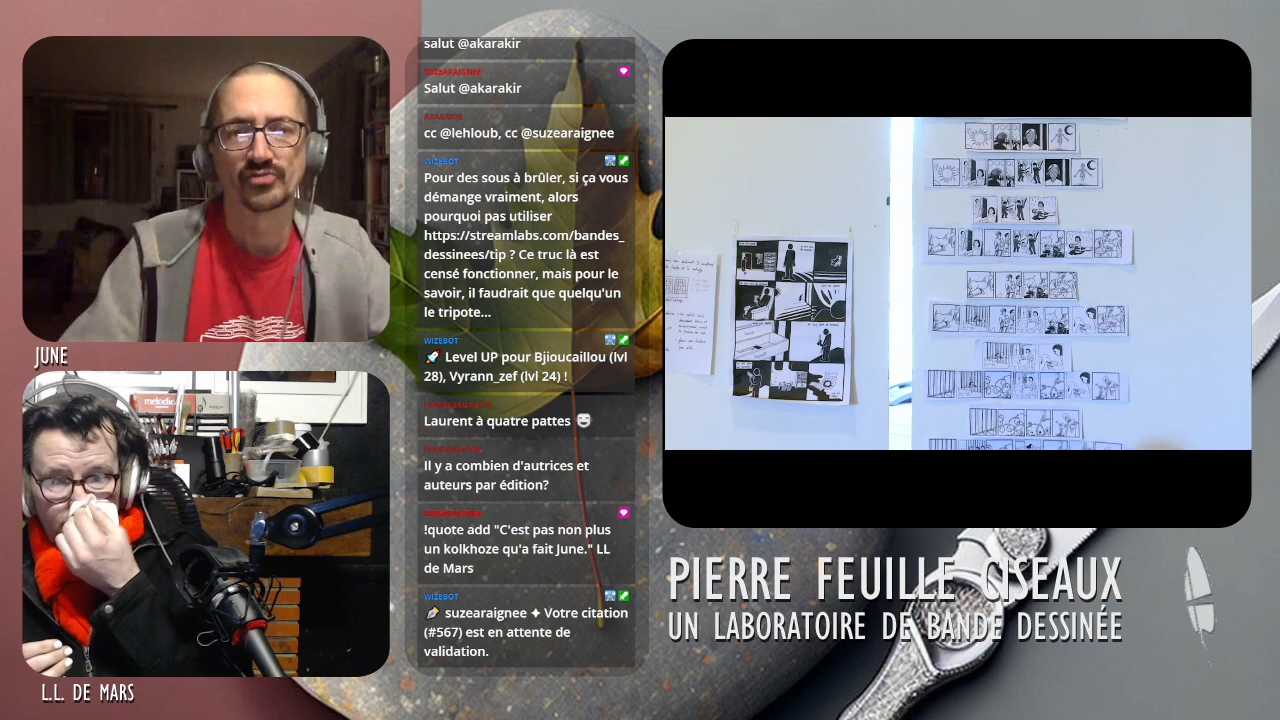 JUNE
L.L. DE MARS
salut @akarakir
SUZEARAIGNEE
Salut @akarakir
AKARAKIR
cc @lehloub, cc @suzearaignee
WIZEBOT
Pour des sous à brûler, si ça vous
démange vraiment, alors
pourquoi pas utiliser
https://streamlabs.com/bandes_
dessinees/tip ? Ce truc là est
censé fonctionner, mais pour le
savoir, il faudrait que quelqu'un
le tripote...
WIZEBOT
🚀 Level UP pour Bjioucaillou (lvl
28), Vyrann_zef (lvl 24) !
Laurent à quatre pattes
Il y a combien d'autrices et
auteurs par édition?
SUZEARAIGNEE
!quote add "C'est pas non plus
un kolkhoze qu'a fait June." LL
de Mars
WIZEBOT
suzearaignee ✦ Votre citation
(#567) est en attente de
validation.
PIERRE FEUILLE CISEAUX
UN LABORATOIRE DE BANDE DESSINÉE